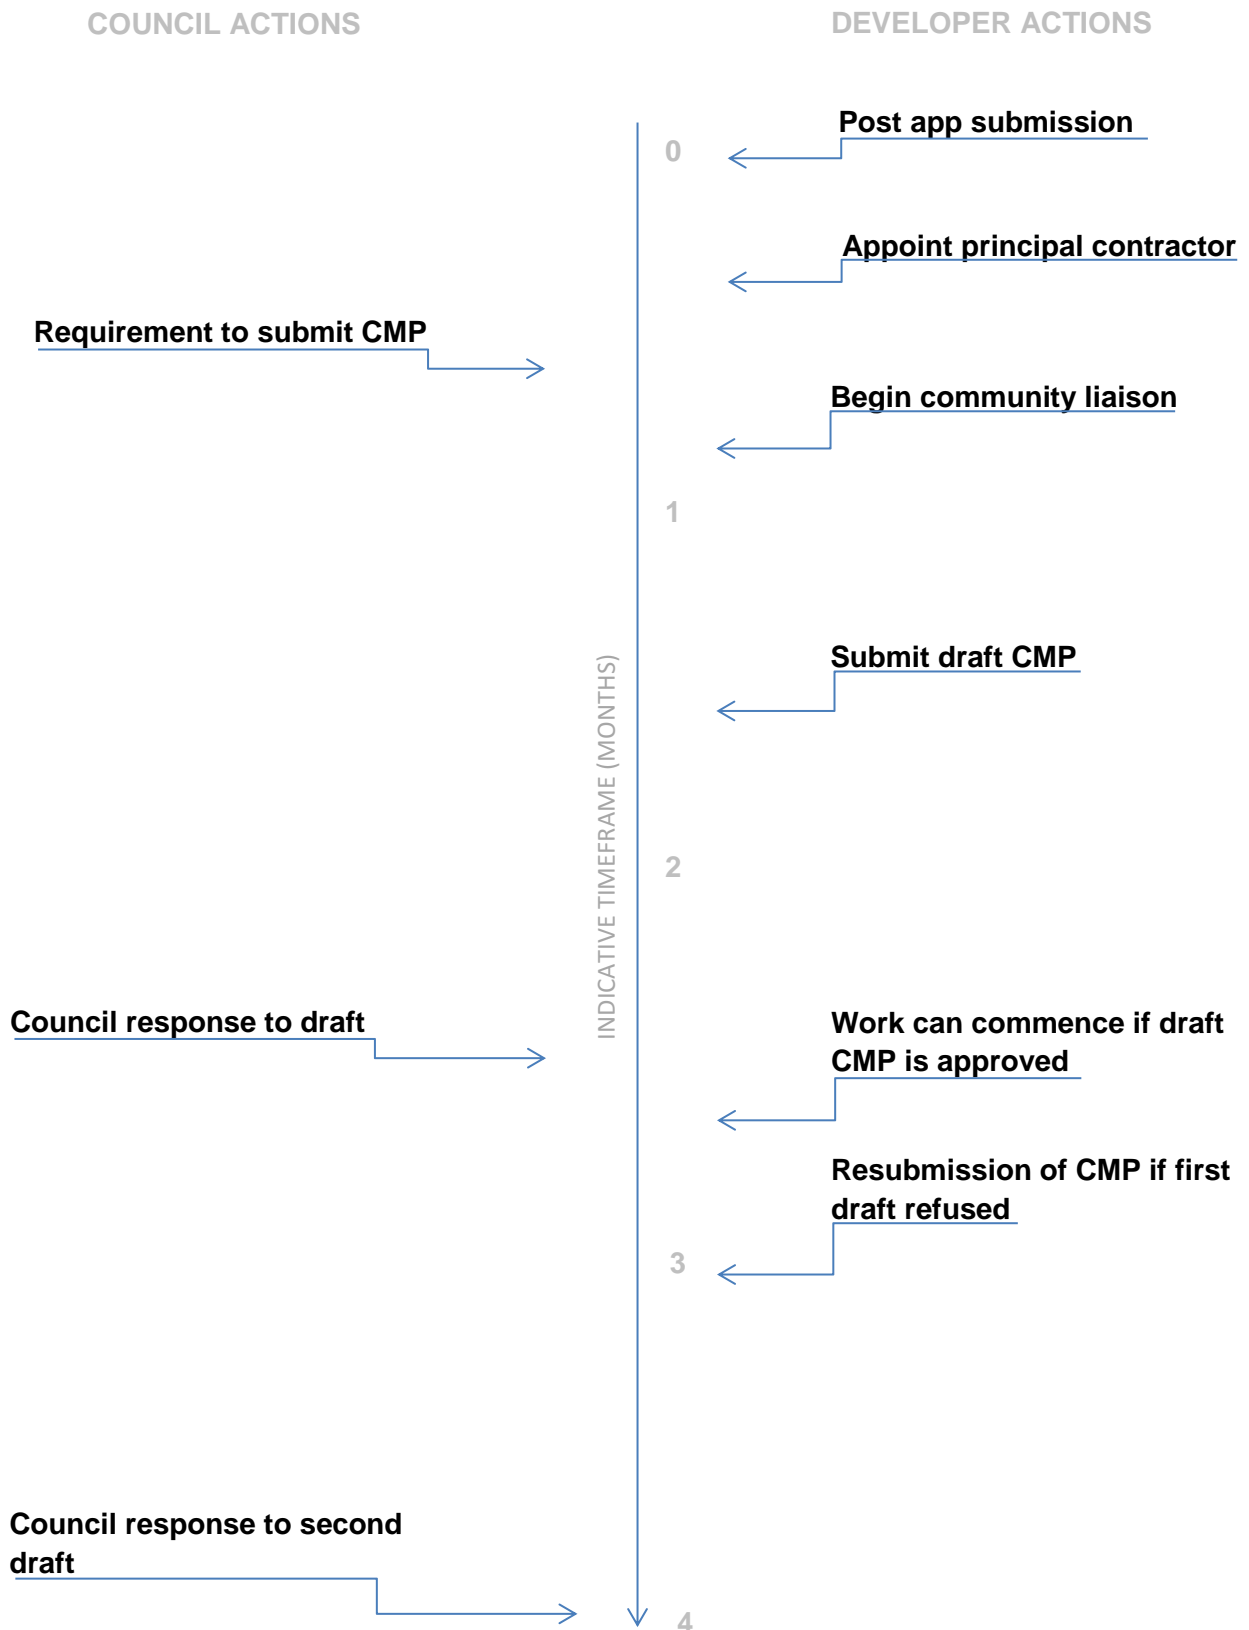 COUNCIL ACTIONS
DEVELOPER ACTIONS
Post app submission
0
Appoint principal contractor
Requirement to submit CMP
Begin community liaison
1
Submit draft CMP
INDICATIVE TIMEFRAME (MONTHS)
2
Council response to draft
Work can commence if draft
CMP is approved
Resubmission of CMP if first
draft refused
3
Council response to second
draft
4